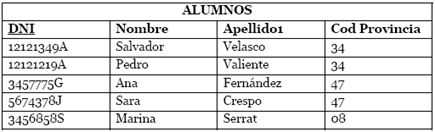 ALUMNOS
DNI Nombre Apellido1 Cod Provincia
12121349A Salvador Velasco 34
12121219A Pedro Valiente 34
3457775G Ana Fernández 47
5674378J Sara Crespo 47
3456858S Marina Serrat 08